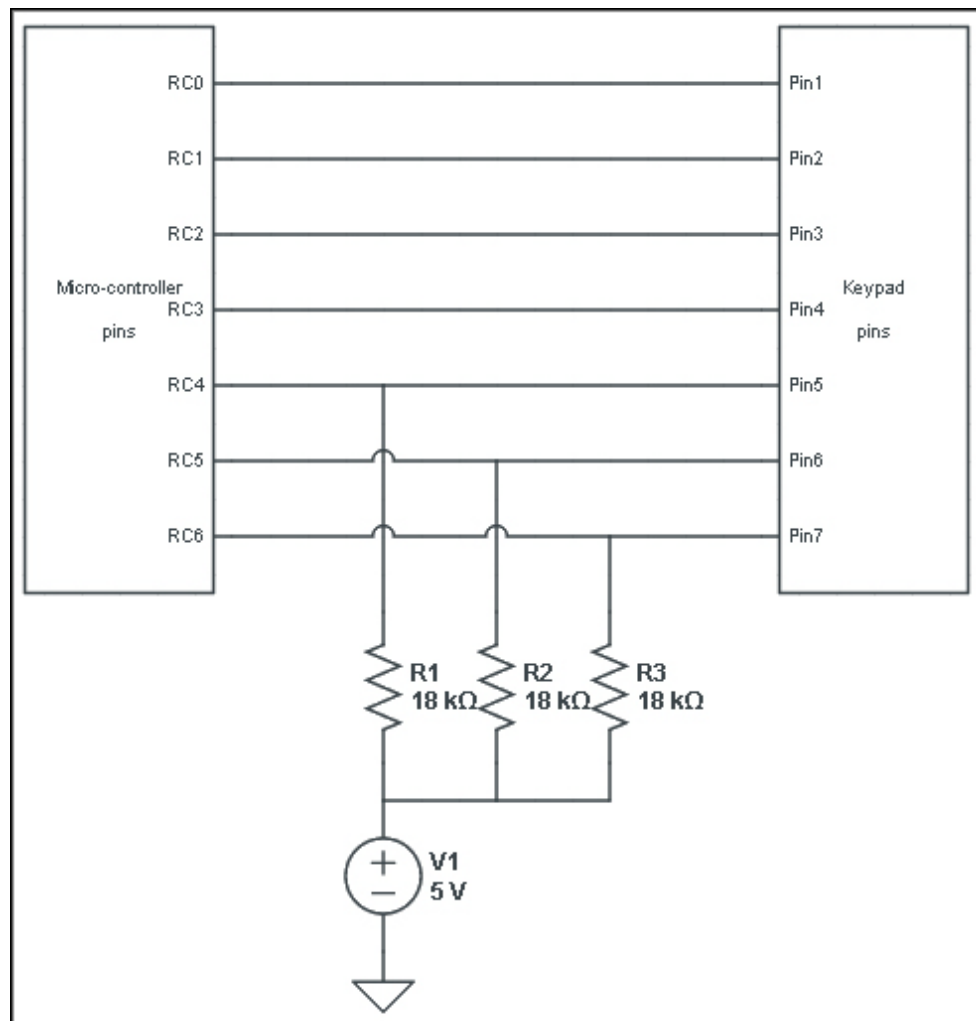 RC0
Pin1
RC1
Pin2
RC2
Pin3
Micro-controller
pins
RC3
Pin4
Keypad
pins
RC4
Pin5
RC5
Pin6
RC6
Pin7
R1
18 kΩ
R2
18 kΩ
R3
18 kΩ
V1
5 V